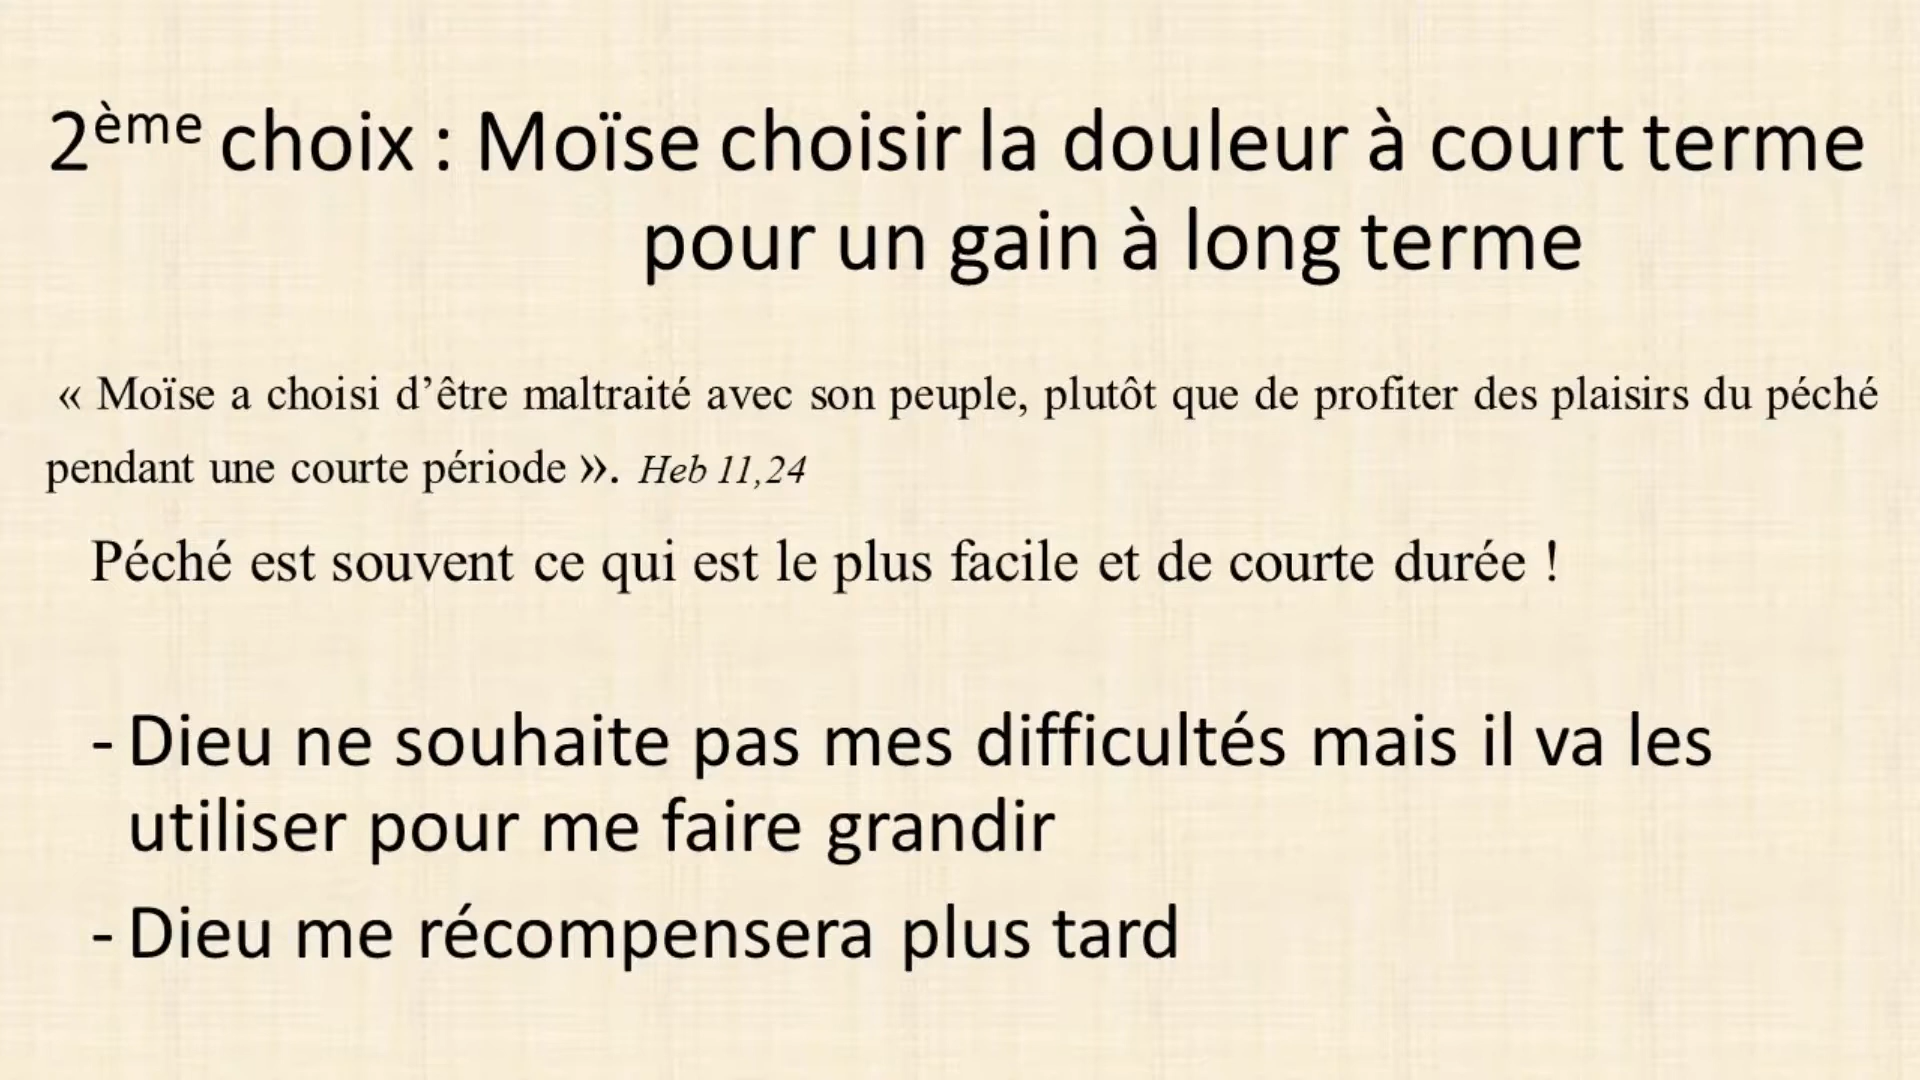 2ème choix : Moïse choisir la douleur à court terme
pour un gain à long terme
« Moïse a choisi d’être maltraité avec son peuple, plutôt que de profiter des plaisirs du péché
pendant une courte période ». Heb 11,24
Péché est souvent ce qui est le plus facile et de courte durée !
- Dieu ne souhaite pas mes difficultés mais il va les
utiliser pour me faire grandir
- Dieu me récompensera plus tard